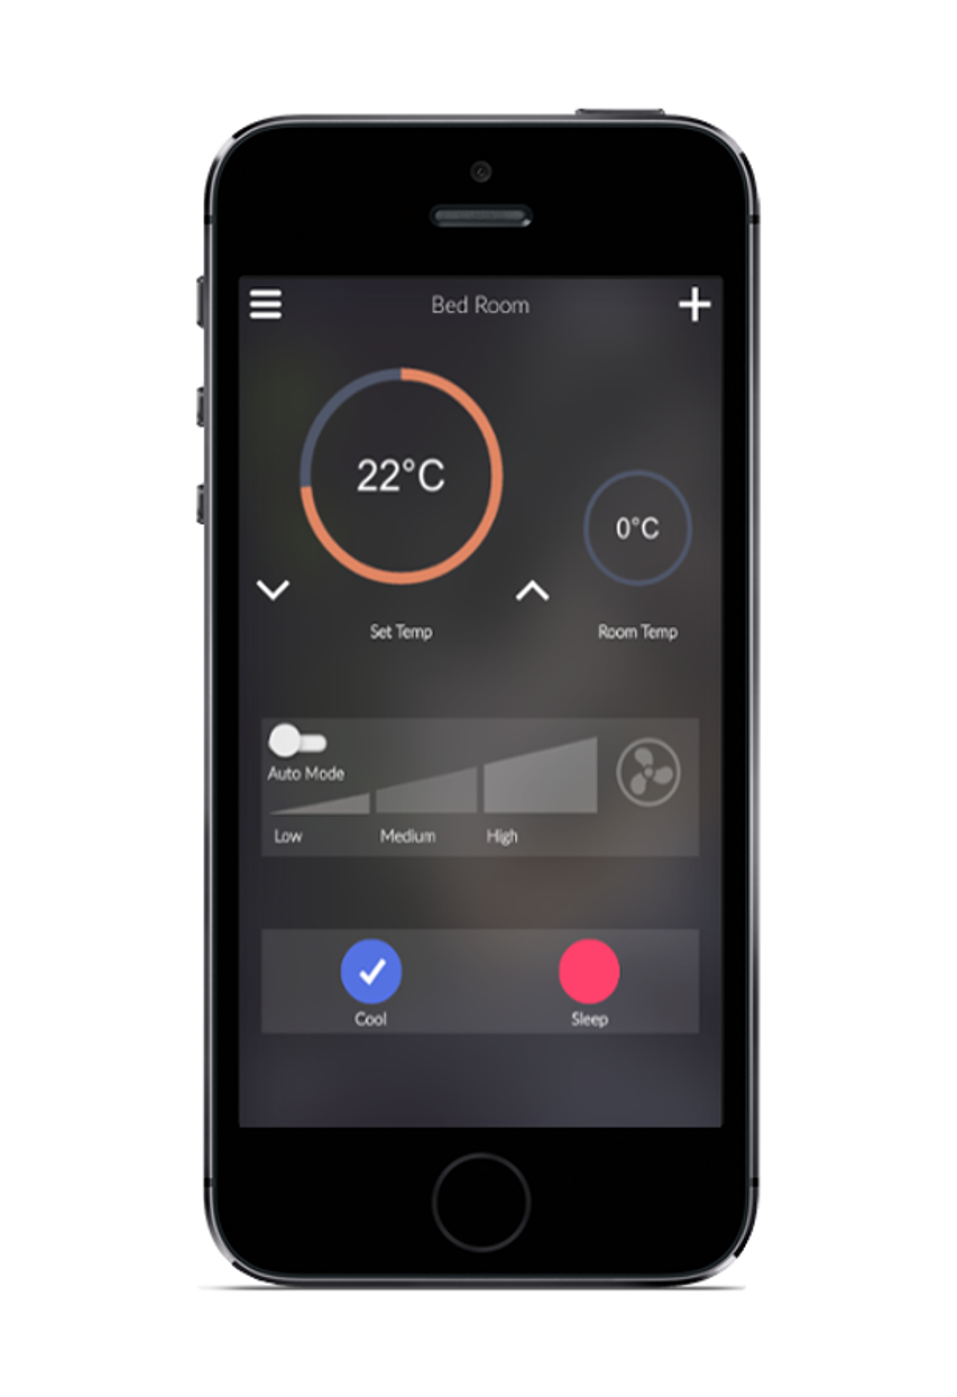 Bed Room
22°C
0°C
Set Temp
Room Temp
Auto Mode
Low Medium High
Cool Sleep